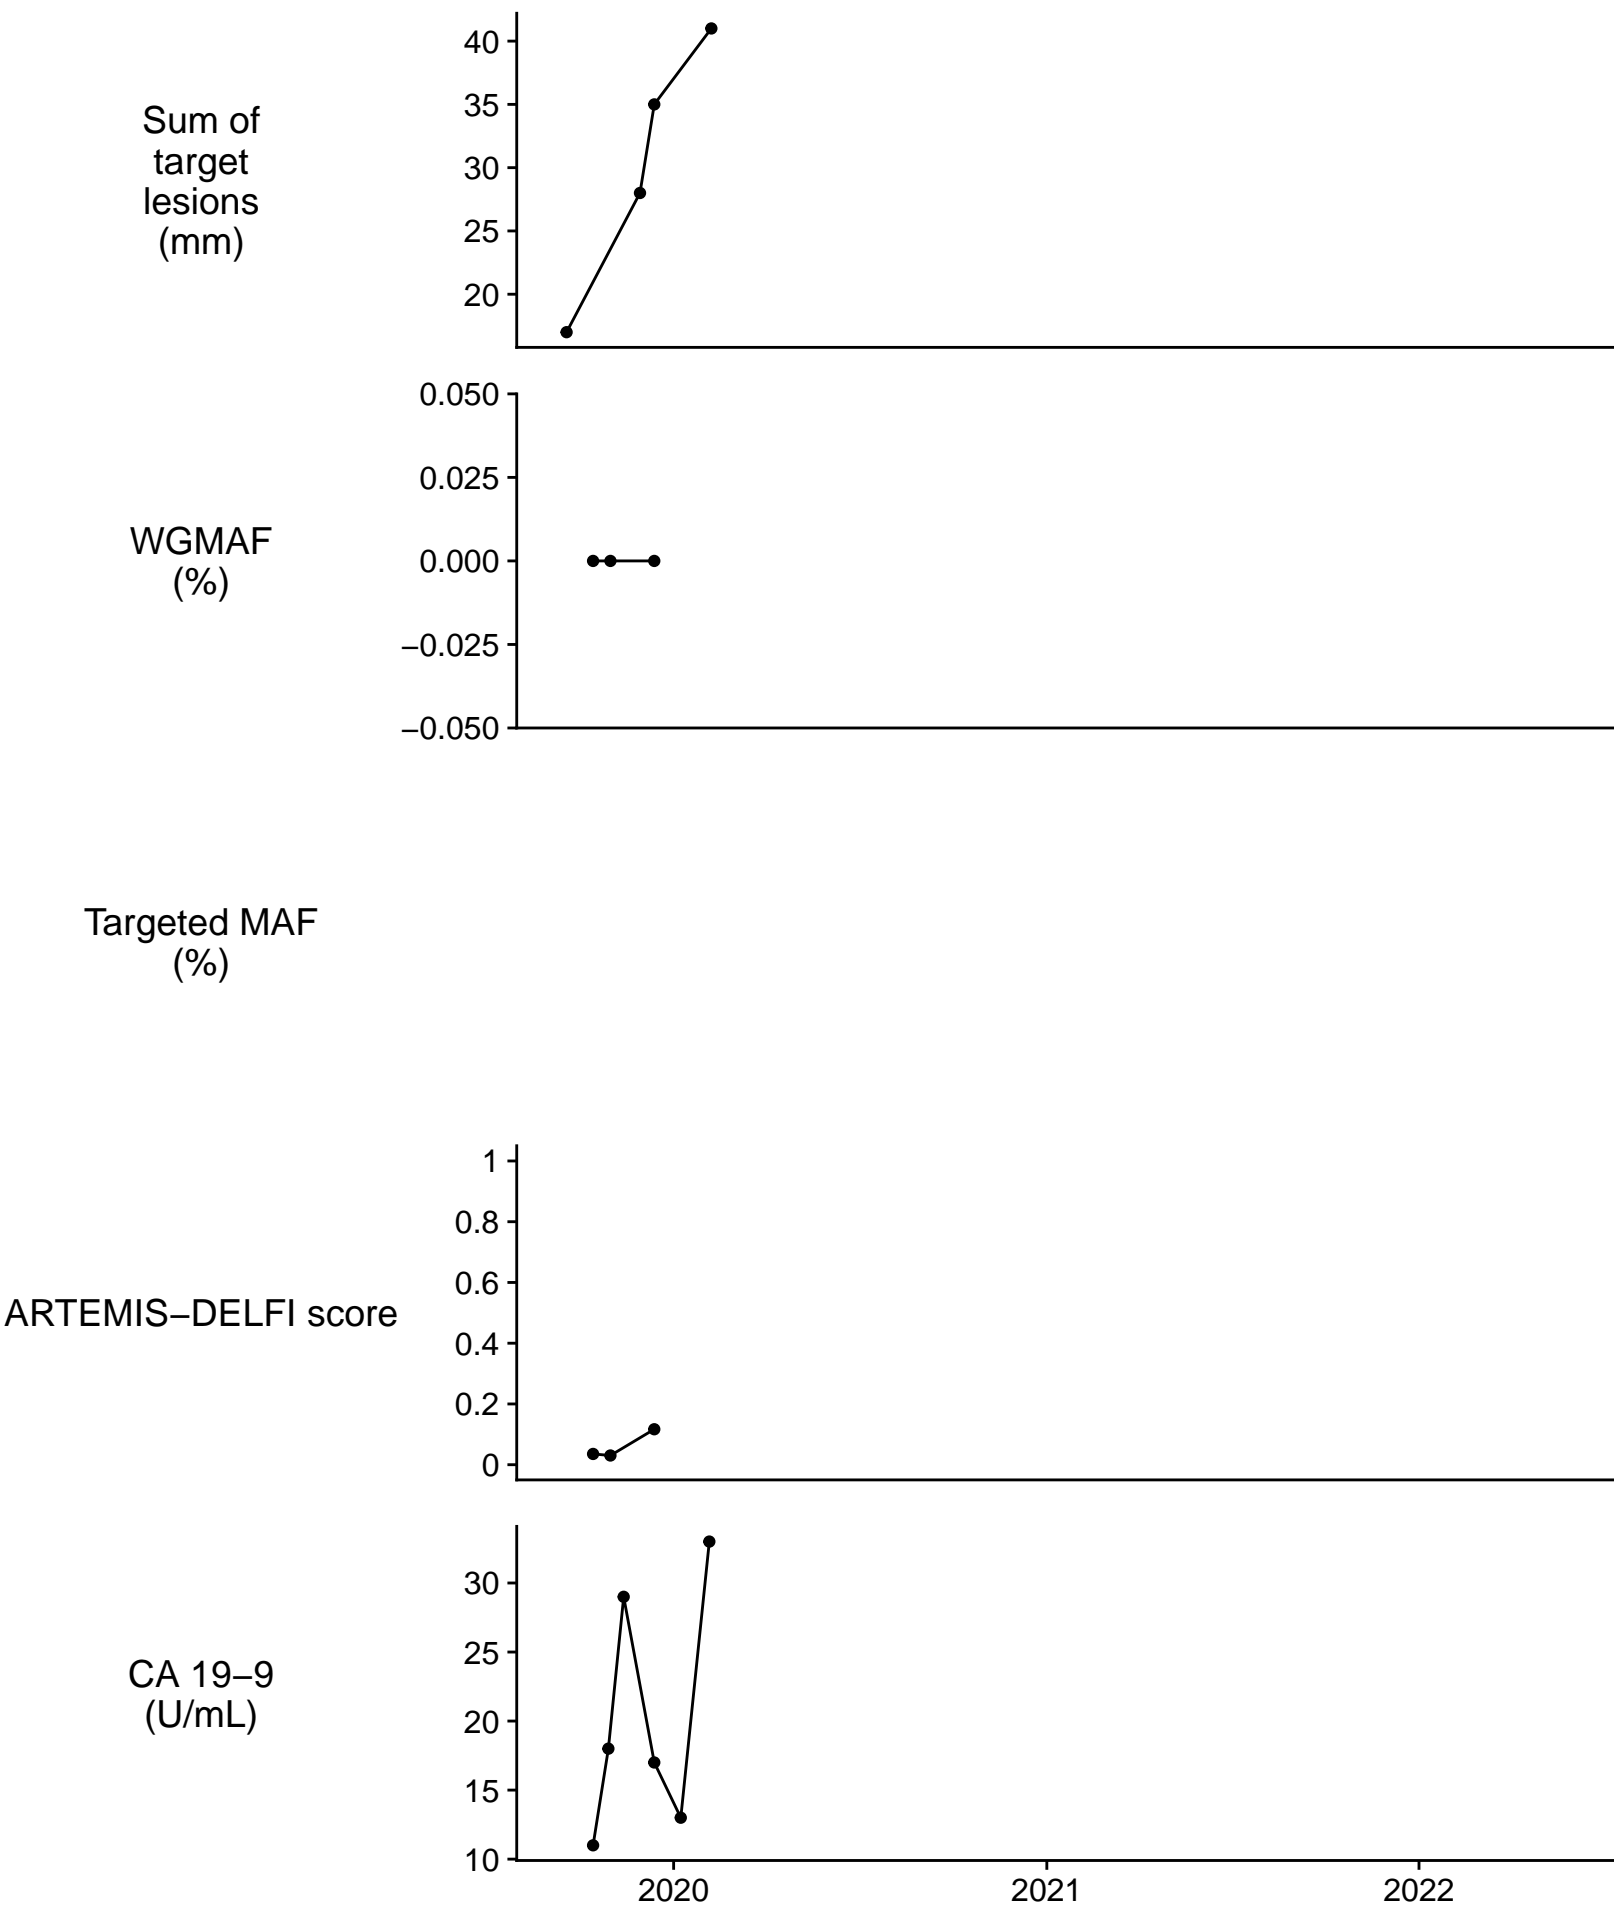 Sum of
target
lesions
(mm)
40
35
30
25
20
WGMAF
(%)
0.050
0.025
0.000
−0.025
−0.050
Targeted MAF
(%)
ARTEMIS−DELFI score
1
0.8
0.6
0.4
0.2
0
CA 19−9
(U/mL)
30
25
20
15
10
2020
2021
2022